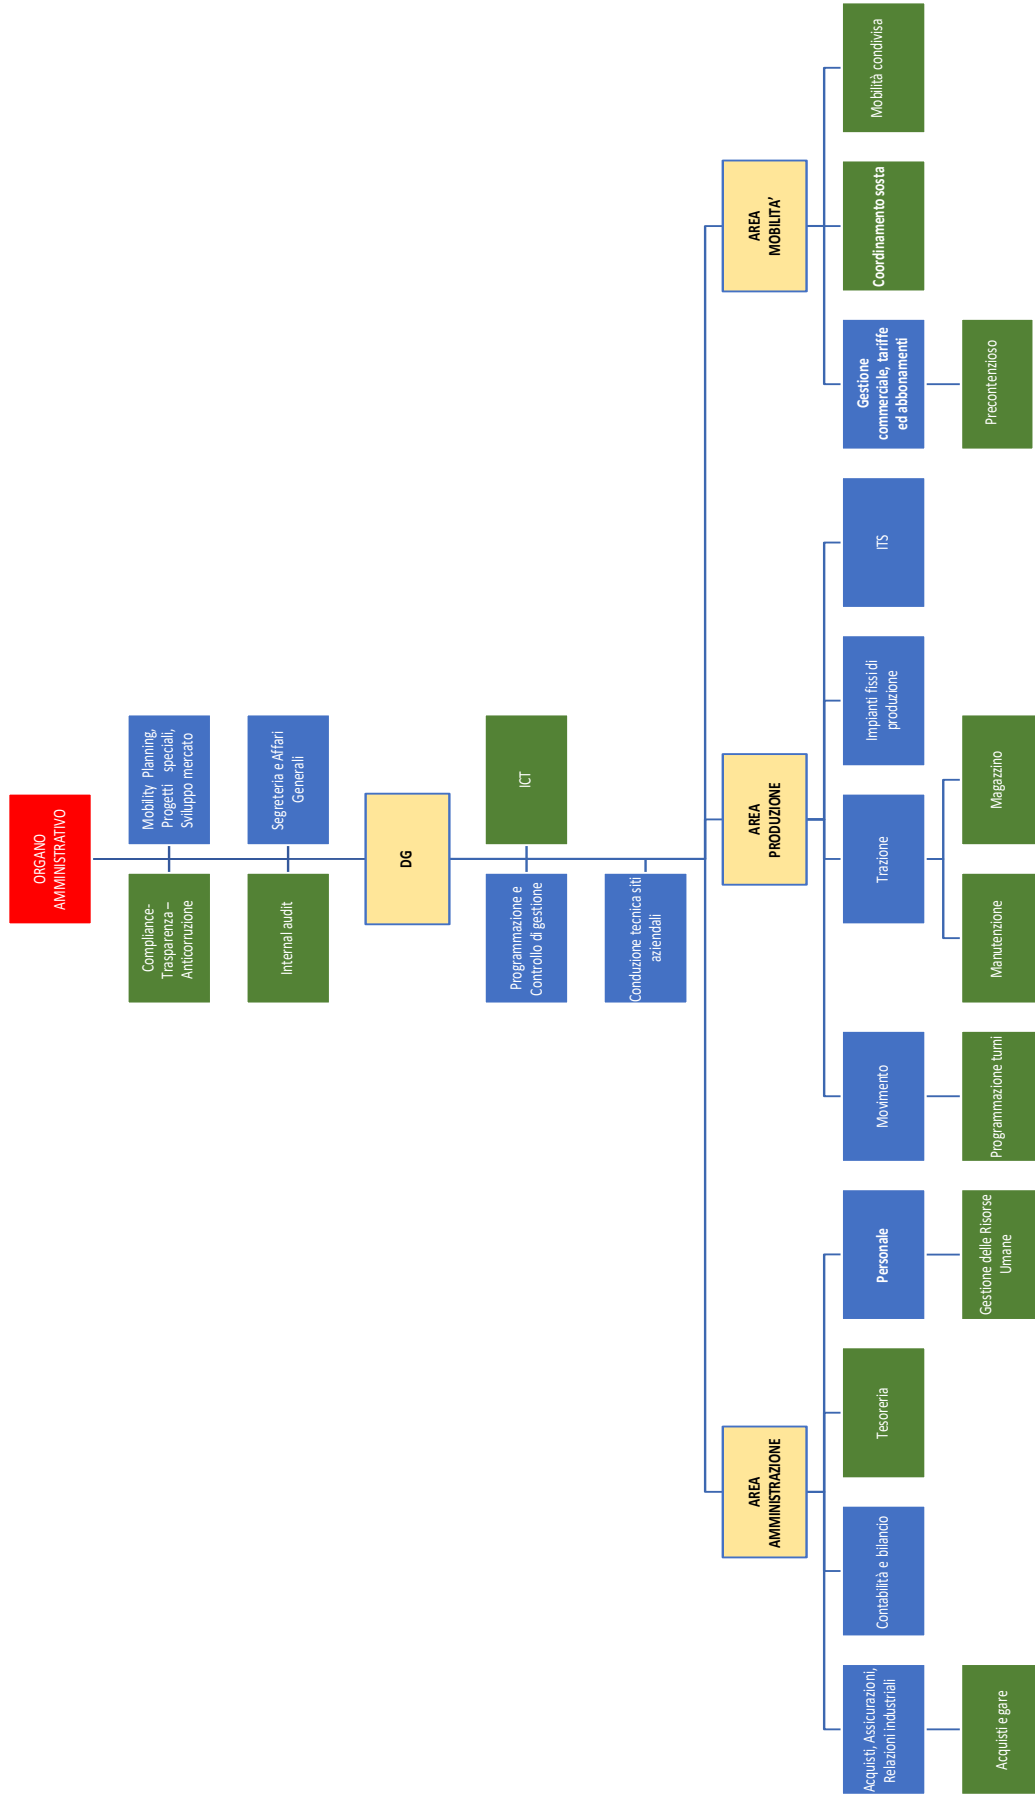 ORGANO
AMMINISTRATIVO
Compliance-
Trasparenza –
Anticorruzione
Mobility Planning,
Progetti speciali,
Sviluppo mercato
Internal audit
Segreteria e Affari
Generali
DG
Programmazione e
Controllo di gestione
ICT
Conduzione tecnica siti
aziendali
AREA
AMMINISTRAZIONE
AREA
PRODUZIONE
AREA
MOBILITA’
Acquisti, Assicurazioni,
Relazioni industriali
Contabilità e bilancio
Tesoreria
Personale
Movimento
Trazione
Impianti fissi di
produzione
ITS
Gestione
commerciale, tariffe
ed abbonamenti
Coordinamento sosta
Mobilità condivisa
Acquisti e gare
Gestione delle Risorse
Umane
Programmazione turni
Manutenzione
Magazzino
Precontenzioso